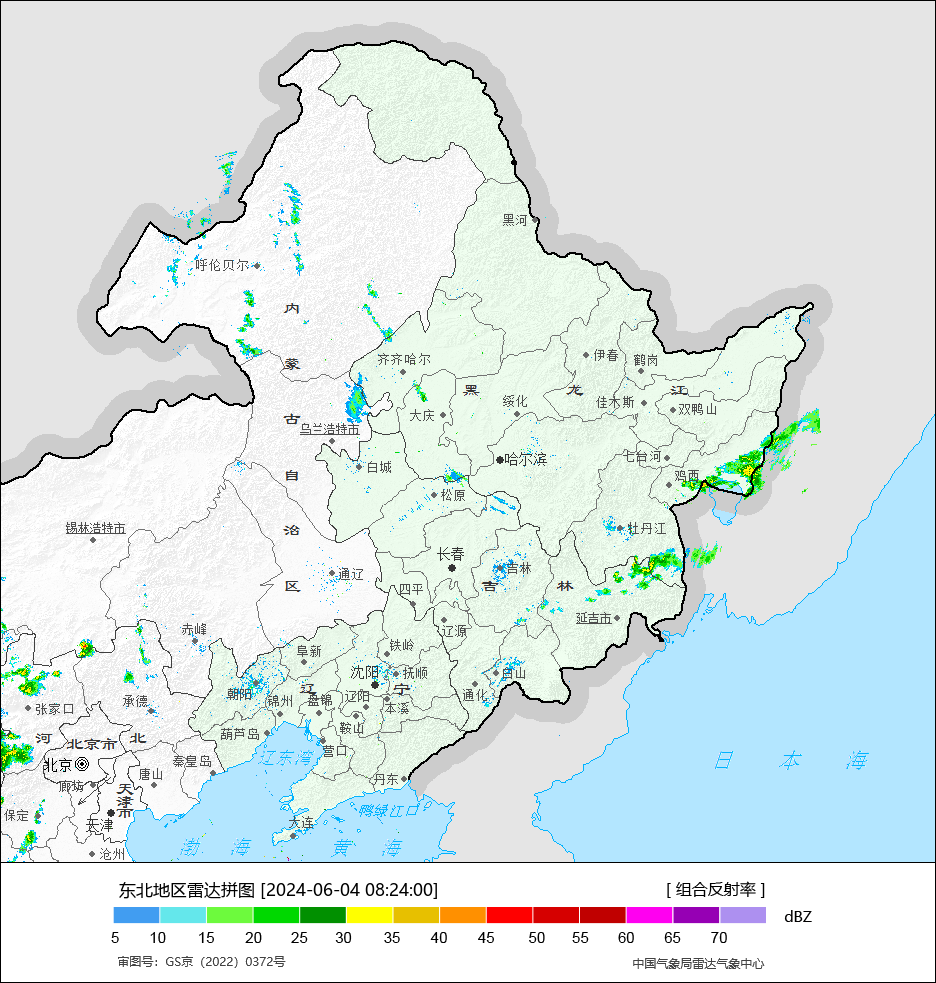 黑河
呼伦贝尔
内
蒙
古
自
治
区
齐齐哈尔
伊春
鹤岗
黑
龙
江
大庆
绥化
佳木斯
双鸭山
乌兰浩特市
哈尔滨
七台河
鸡西
白城
松原
锡林浩特市
牡丹江
长春
吉林
通辽
四平
吉
林
延吉市
辽源
赤峰
阜新
铁岭
沈阳
抚顺
白山
朝阳
辽
宁
锦州
盘锦
辽阳
本溪
通化
承德
张家口
葫芦岛
鞍山
营口
河
北京市
北
北京
秦皇岛
辽东湾
日本海
唐山
丹东
廊坊
天津市
保定
天津
大连
鸭绿江口
沧州
渤海
黄海
东北地区雷达拼图 [2024-06-04 08:24:00]
[ 组合反射率 ]
dBZ
5 10 15 20 25 30 35 40 45 50 55 60 65 70
审图号：GS京（2022）0372号
中国气象局雷达气象中心